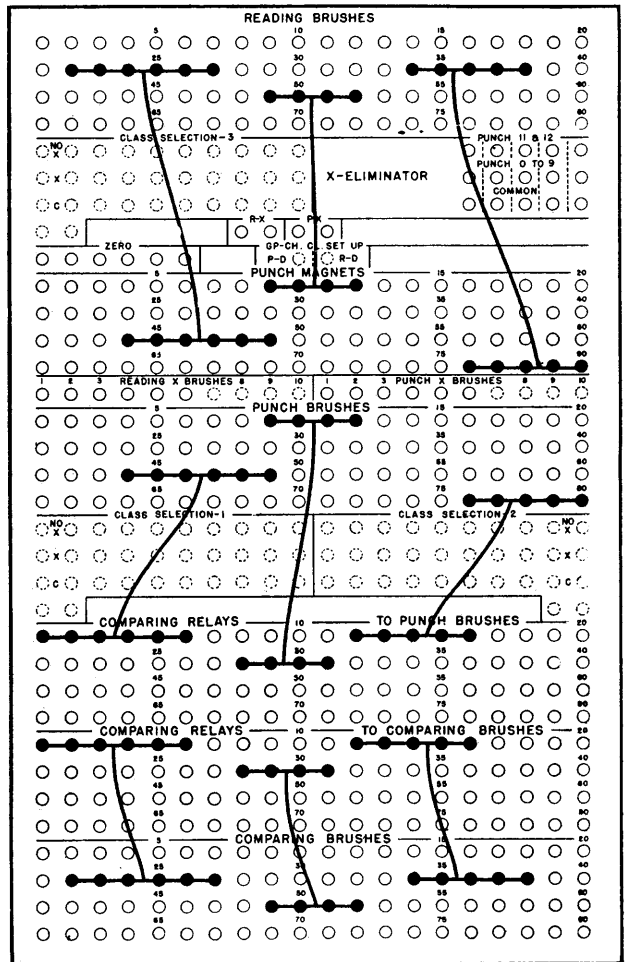 READING BRUSHES
5 10 15 20
25 30 35 40
45 50 55 60
65 70 75 80
CLASS SELECTION-3 PUNCH 11 & 12
NO
X
PUNCH 0 TO 9
X X-ELIMINATOR
COMMON
C
R-X P-X
ZERO GP-CH. CL. SET UP
P-D R-D
PUNCH MAGNETS
5 15 20
25 30 35 40
45 50 55 60
65 70 75 80
1 2 3 READING X BRUSHES 8 9 10 1 2 3 PUNCH X BRUSHES 8 9 10
PUNCH BRUSHES
5 15 20
25 30 35 40
45 50 55 60
65 70 75 80
CLASS SELECTION-1 CLASS SELECTION-2
NO NO
X X
X X
C C
COMPARING RELAYS 10 TO PUNCH BRUSHES 20
25 30 35 40
45 50 55 60
65 70 75 80
COMPARING RELAYS 10 TO COMPARING BRUSHES 20
25 30 35 40
45 50 55 60
65 70 75 80
5 COMPARING BRUSHES 15 20
25 30 35 40
45 50 55 60
65 70 75 80